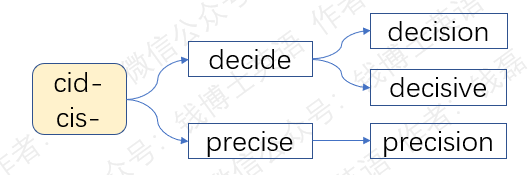 cid-
cis-
decide
decision
decisive
precise
precision